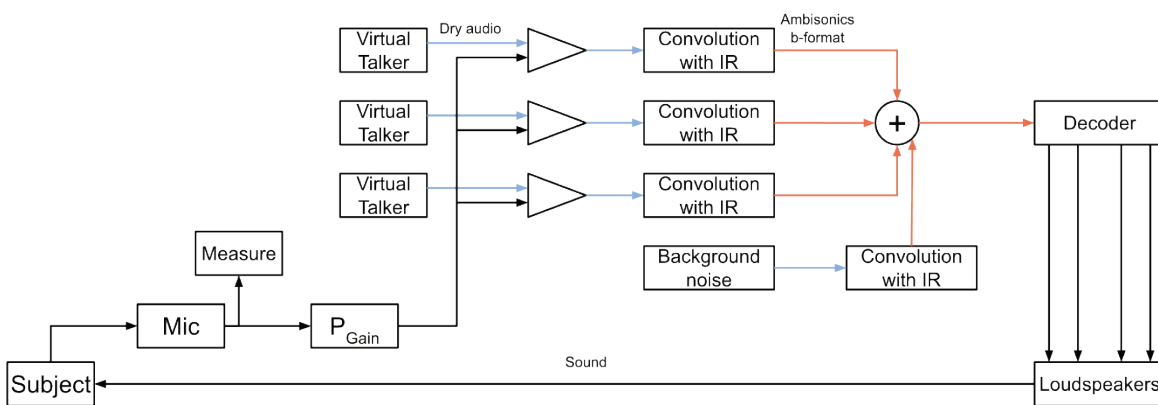 Dry audio
Ambisonics
b-format
Virtual
Talker
Convolution
with IR
Virtual
Talker
Convolution
with IR
+
Decoder
Virtual
Talker
Convolution
with IR
Measure
Background
noise
Convolution
with IR
Mic
PGain
Sound
Subject
Loudspeakers